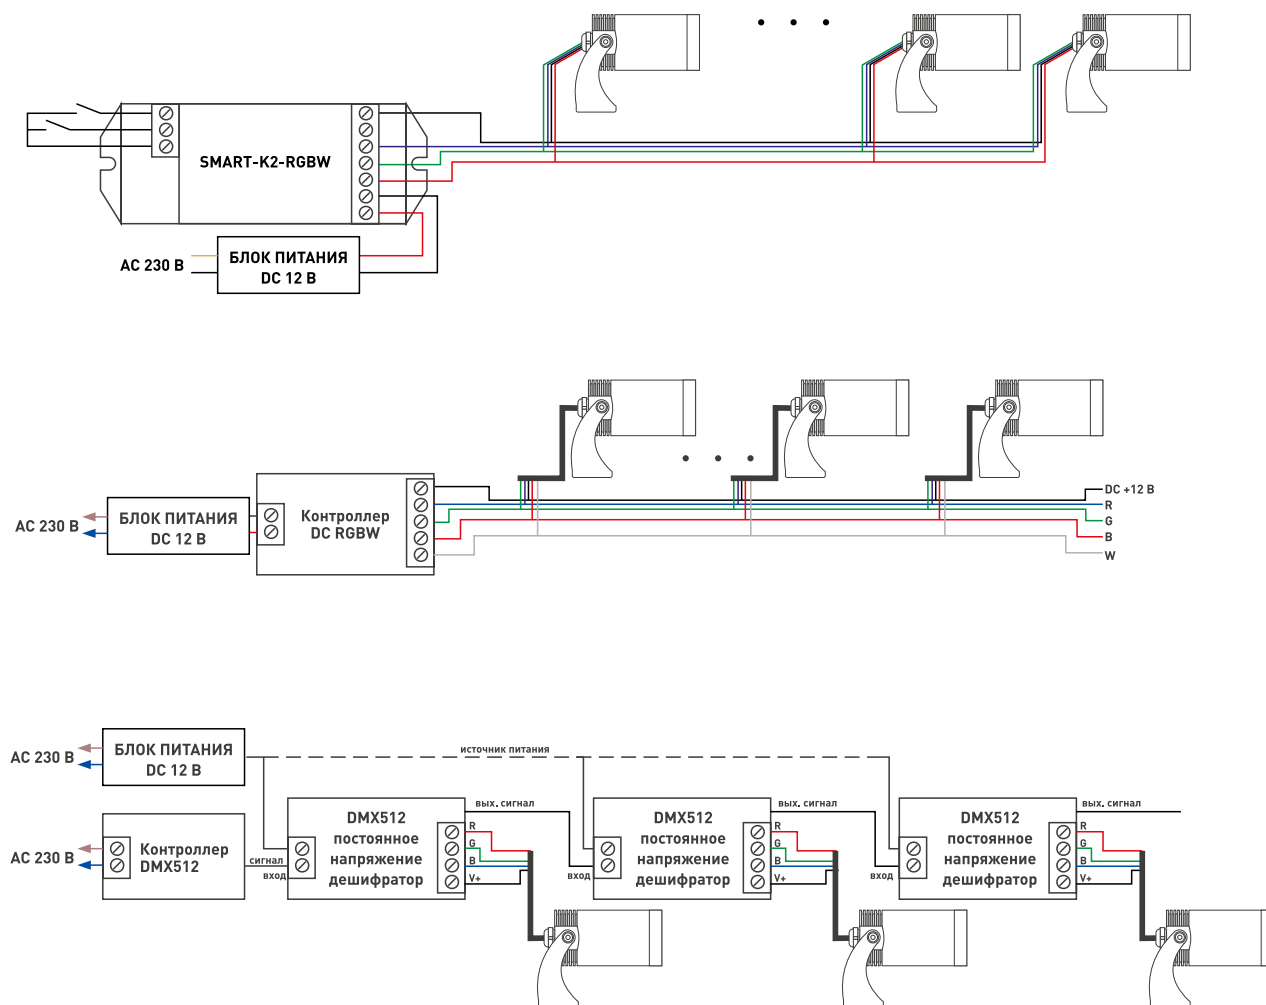 SMART-K2-RGBW
AC 230 В
БЛОК ПИТАНИЯ
DC 12 В
AC 230 В
БЛОК ПИТАНИЯ
DC 12 В
Контроллер
DC RGBW
DC +12 В
R
G
B
W
AC 230 В
БЛОК ПИТАНИЯ
DC 12 В
источник питания
AC 230 В
Контроллер
DMX512
сигнал
вход
DMX512
постоянное
напряжение
дешифратор
R
G
B
V+
вых. сигнал
вход
DMX512
постоянное
напряжение
дешифратор
R
G
B
V+
вых. сигнал
вход
DMX512
постоянное
напряжение
дешифратор
R
G
B
V+
вых. сигнал